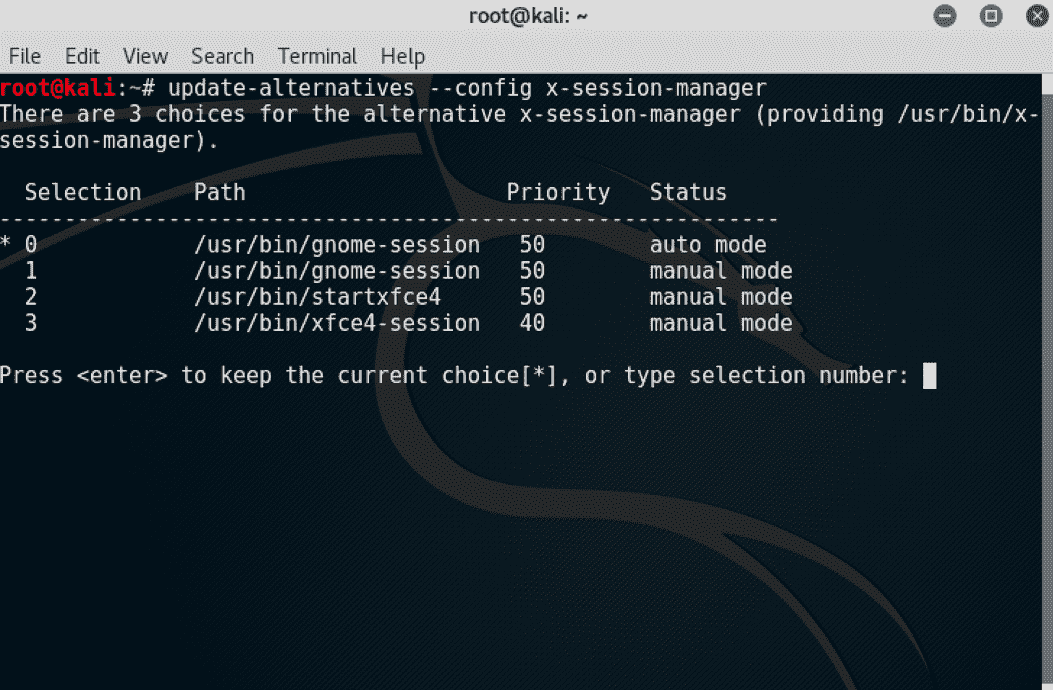 root@kali: ~
File Edit View Search Terminal Help
root@kali:~# update-alternatives --config x-session-manager
There are 3 choices for the alternative x-session-manager (providing /usr/bin/x-
session-manager).
Selection Path Priority Status
------------------------------------------------------------
* 0 /usr/bin/gnome-session 50 auto mode
1 /usr/bin/gnome-session 50 manual mode
2 /usr/bin/startxfce4 50 manual mode
3 /usr/bin/xfce4-session 40 manual mode
Press <enter> to keep the current choice[*], or type selection number: